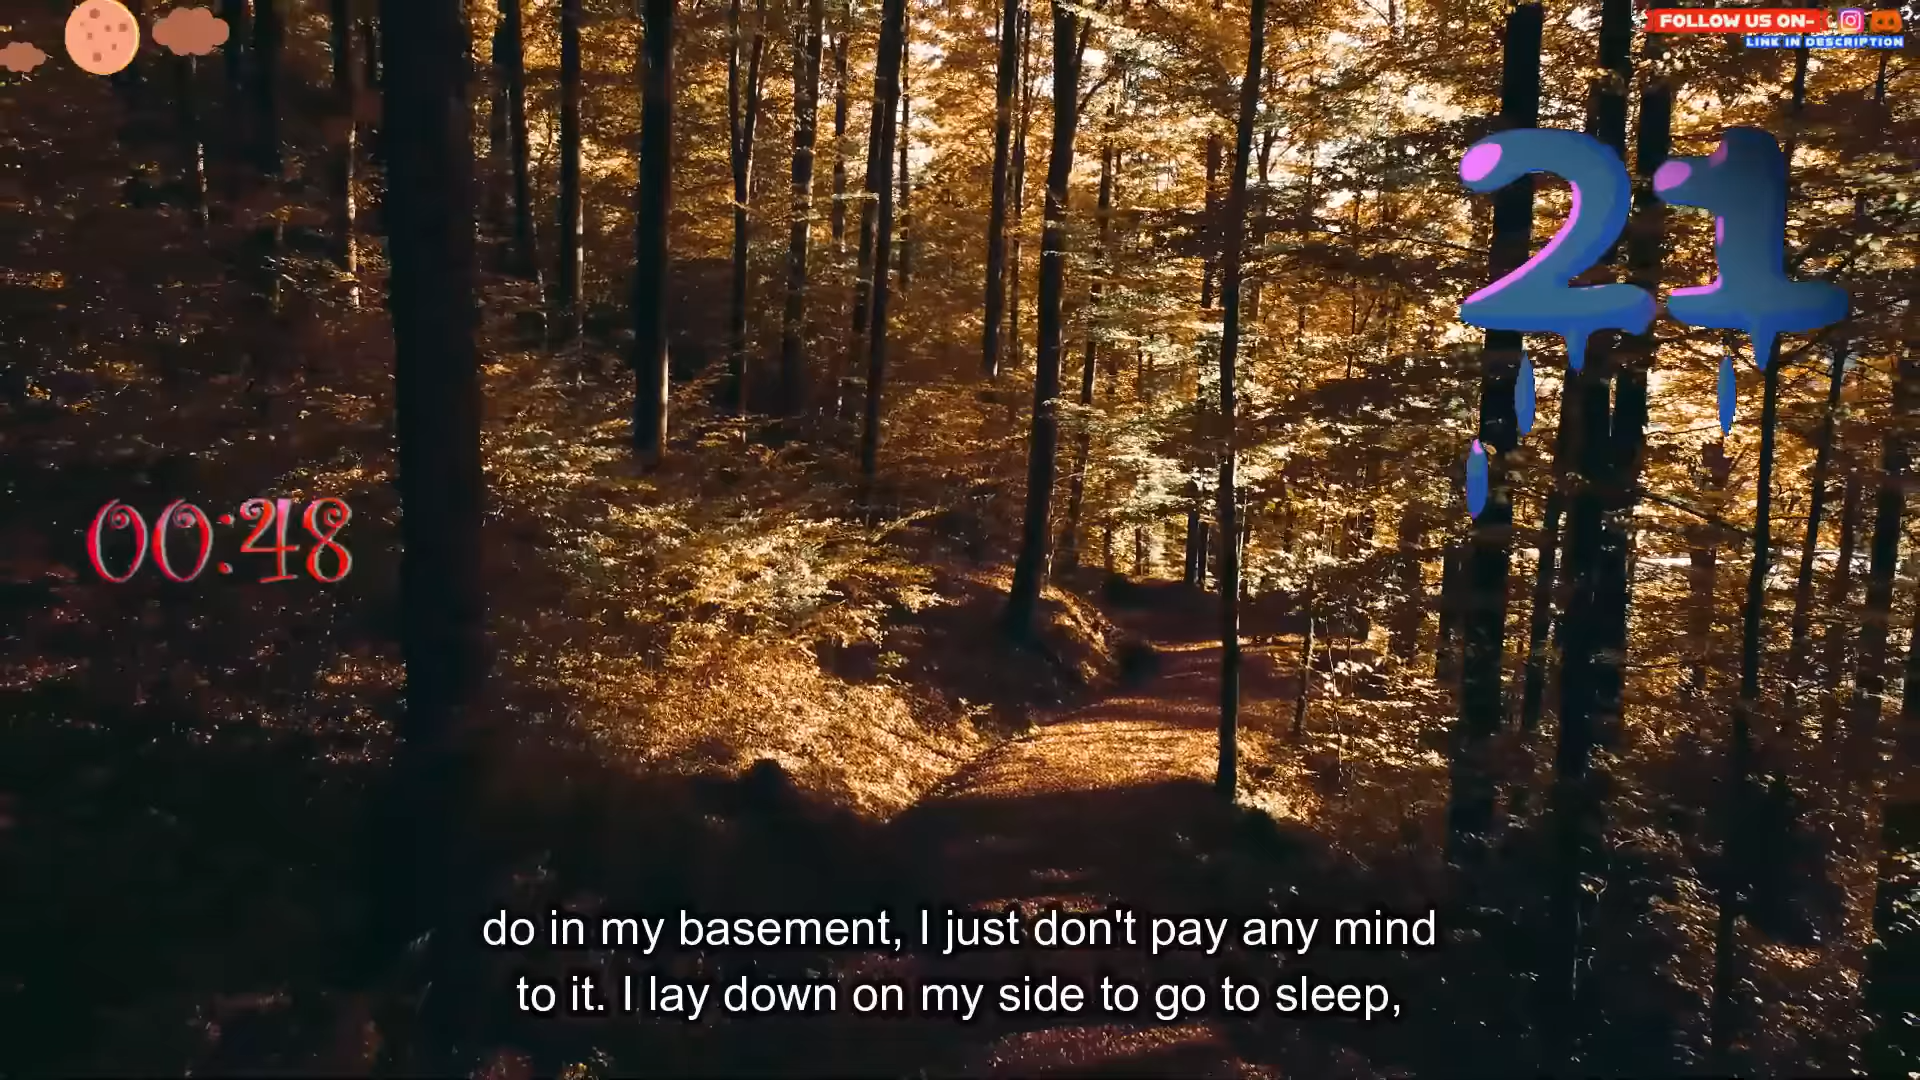 FOLLOW US ON-
LINK IN DESCRIPTION
21
00:48
do in my basement, I just don't pay any mind
to it. I lay down on my side to go to sleep,